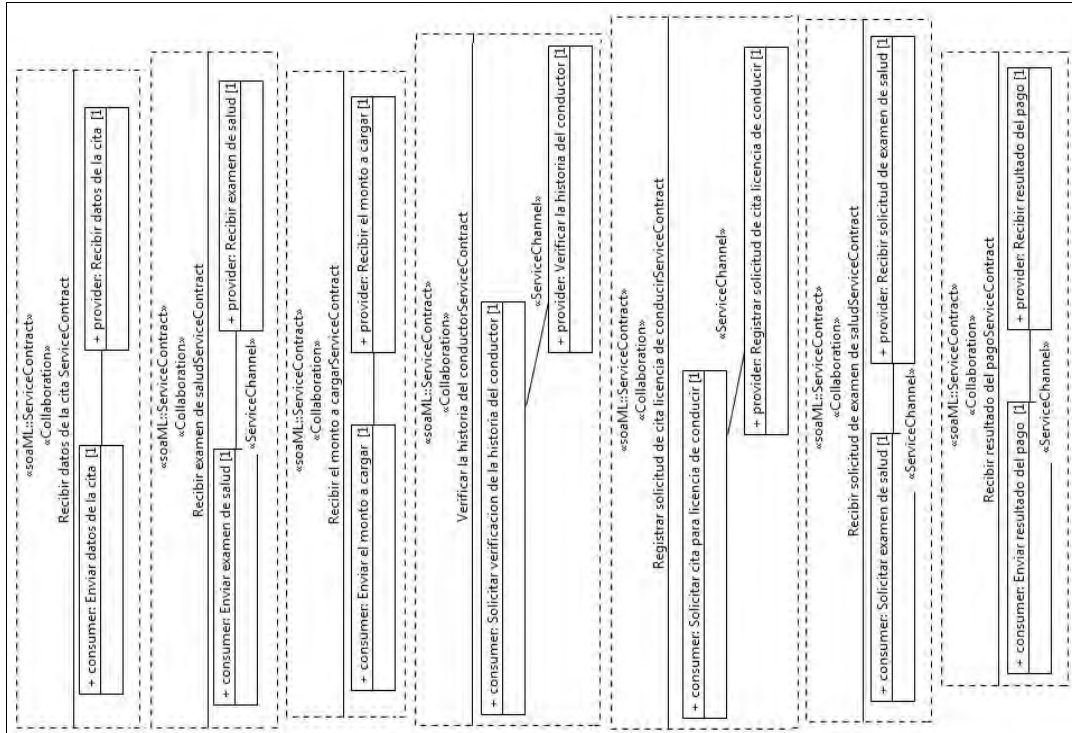 «soaML::ServiceContract»
«Collaboration»
Recibir datos de la cita ServiceContract
+ consumer: Enviar datos de la cita [1
+ provider: Recibir datos de la cita [1
«soaML::ServiceContract»
«Collaboration»
Recibir examen de saludServiceContract
+ consumer: Enviar examen de salud [1
+ provider: Recibir examen de salud [1
«ServiceChannel»
«soaML::ServiceContract»
«Collaboration»
Recibir el monto a cargarServiceContract
+ consumer: Enviar el monto a cargar [1
+ provider: Recibir el monto a cargar [1
«soaML::ServiceContract»
«Collaboration»
Verificar la historia del conductorServiceContract
+ consumer: Solicitar verificacion de la historia del conductor [1
«ServiceChannel»
+ provider: Verificar la historia del conductor [1
«soaML::ServiceContract»
«Collaboration»
Registrar solicitud de cita licencia de conducirServiceContract
+ consumer: Solicitar cita para licencia de conducir [1
«ServiceChannel»
+ provider: Registrar solicitud de cita licencia de conducir [1
«soaML::ServiceContract»
«Collaboration»
Recibir solicitud de examen de saludServiceContract
+ consumer: Solicitar examen de salud [1
+ provider: Recibir solicitud de examen de salud [1
«ServiceChannel»
«soaML::ServiceContract»
«Collaboration»
Recibir resultado del pagoServiceContract
+ consumer: Enviar resultado del pago [1
+ provider: Recibir resultado del pago [1
«ServiceChannel»